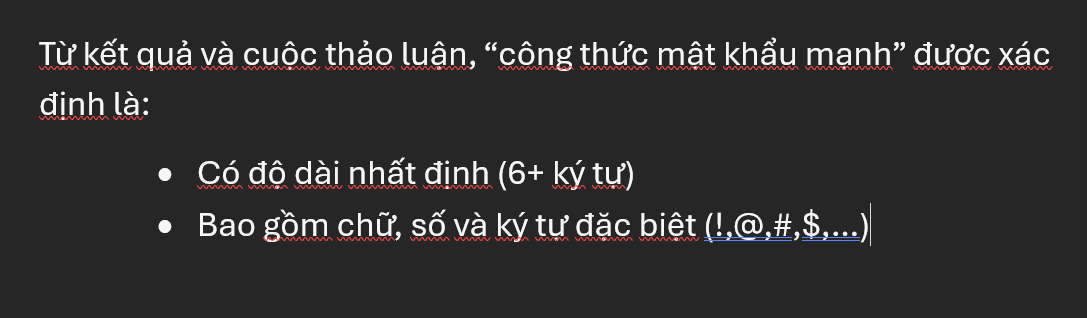 Từ kết quả và cuộc thảo luận, “công thức mật khẩu mạnh” được xác
định là:
• Có độ dài nhất định (6+ ký tự)
• Bao gồm chữ, số và ký tự đặc biệt (!,@,#,$,...)